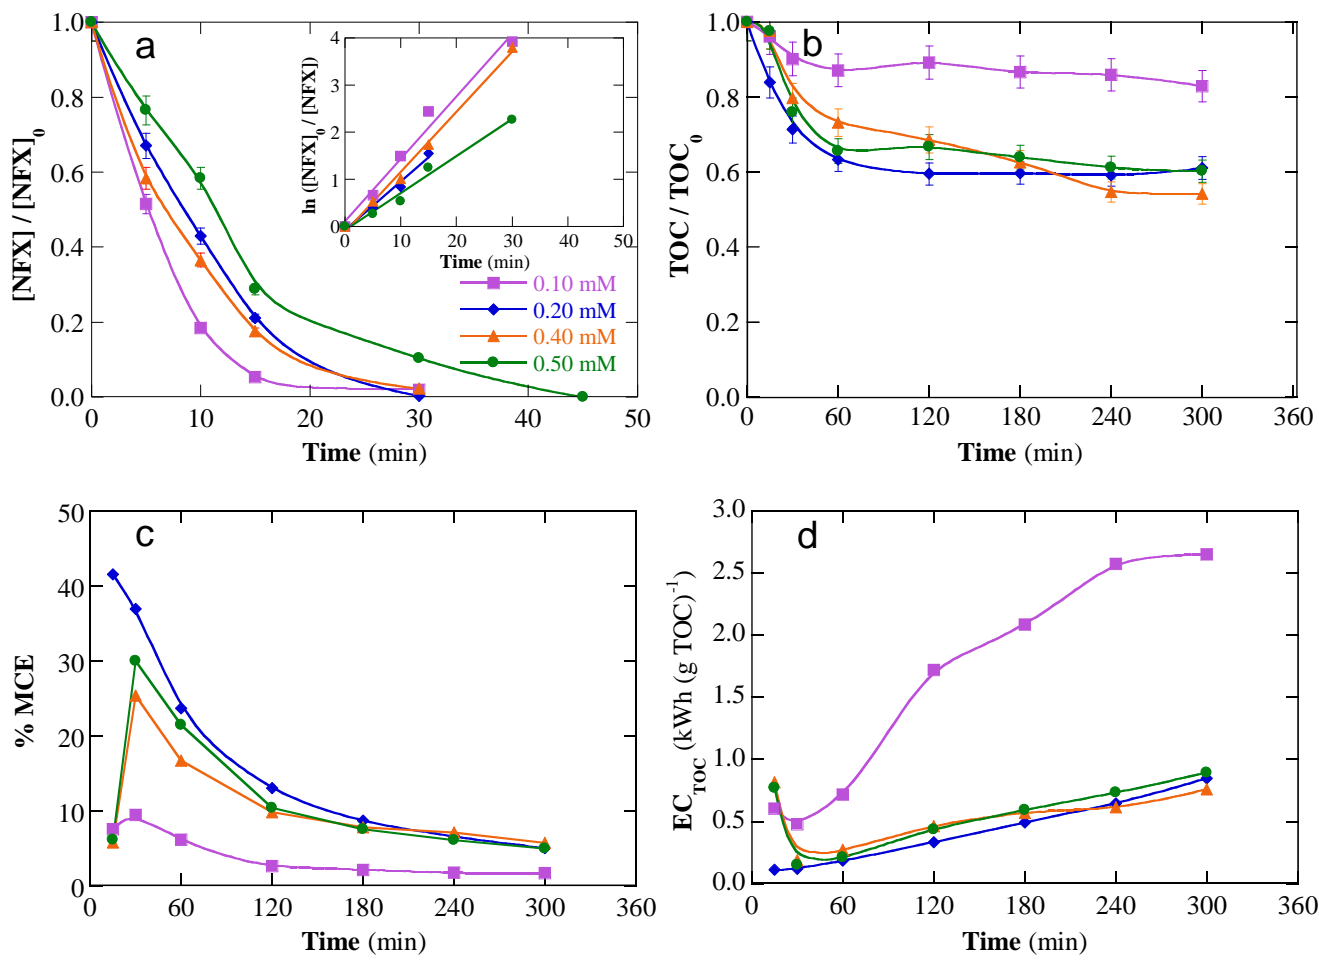 a
1.0
0.8
0.6
0.4
0.2
0.0
[NFX] / [NFX]0
0 10 20 30 40 50
Time (min)
4
3
2
1
0
ln ([NFX]0 / [NFX])
0 10 20 30 40 50
Time (min)
0.10 mM
0.20 mM
0.40 mM
0.50 mM
b
1.0
0.8
0.6
0.4
0.2
0.0
TOC / TOC0
0 60 120 180 240 300 360
Time (min)
c
50
40
30
20
10
0
% MCE
0 60 120 180 240 300 360
Time (min)
d
3.0
2.5
2.0
1.5
1.0
0.5
0.0
ECTOC (kWh (g TOC)-1)
0 60 120 180 240 300 360
Time (min)